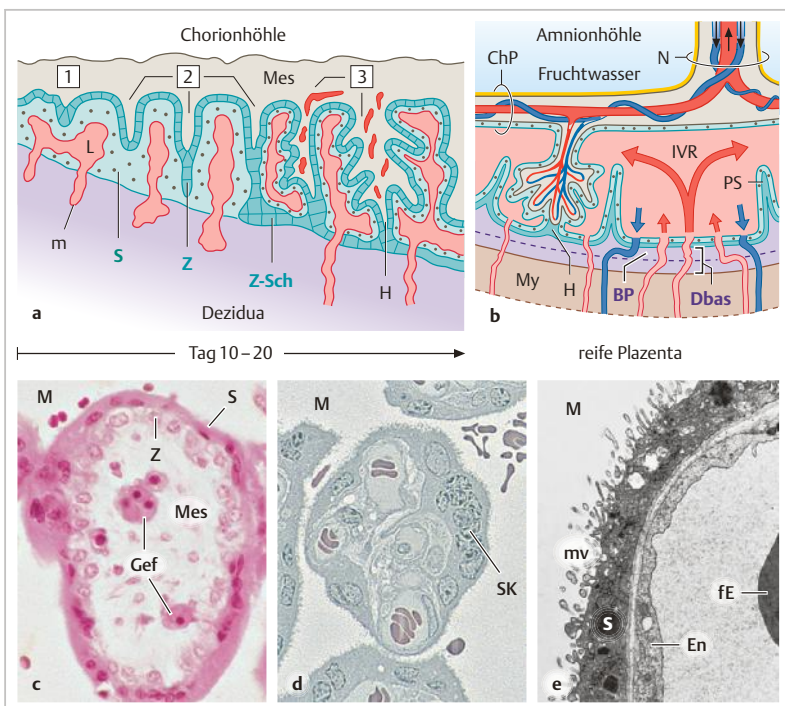 Chorionhöhle
1
2
Mes
3
L
m
S
Z
Z-Sch
H
Dezidua
a
Amnionhöhle
N
ChP
Fruchtwasser
IVR
PS
My
H
BP
Dbas
b
Tag 10–20
reife Plazenta
M
S
Z
Mes
Gef
c
M
SK
d
M
mv
S
fE
En
e